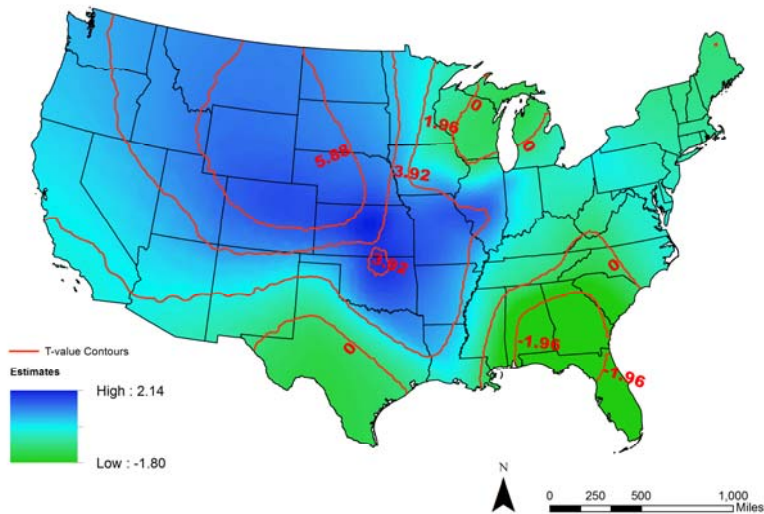 0
1.96
0
5.88
3.92
3.92
0
-1.96
0
-1.96
T-value Contours
Estimates
High : 2.14
Low : -1.80
N
0 250 500 1,000
Miles